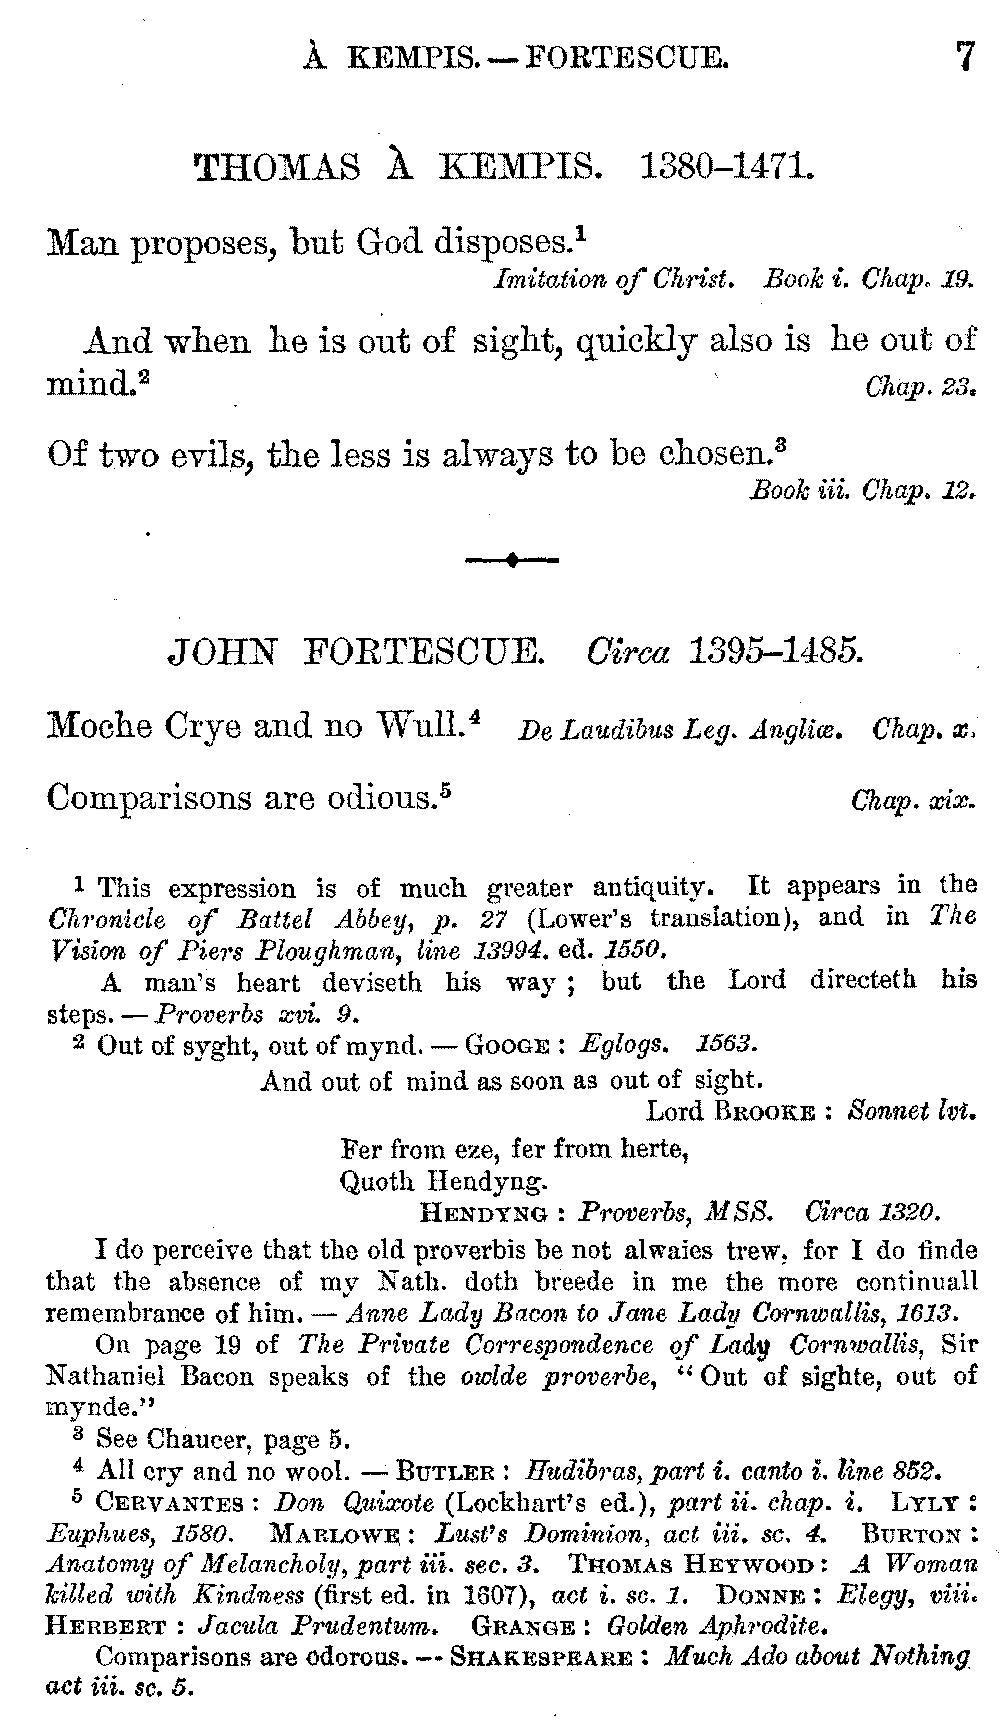 À KEMPIS. — FORTESCUE. 7
THOMAS À KEMPIS. 1380–1471.
Man proposes, but God disposes.¹
Imitation of Christ. Book i. Chap. 19.
And when he is out of sight, quickly also is he out of
mind.² Chap. 23.
Of two evils, the less is always to be chosen.³
Book iii. Chap. 12.
JOHN FORTESCUE. Circa 1395–1485.
Moche Crye and no Wull.⁴ De Laudibus Leg. Angliæ. Chap. x.
Comparisons are odious.⁵ Chap. xix.
¹ This expression is of much greater antiquity. It appears in the
Chronicle of Battel Abbey, p. 27 (Lower's translation), and in The
Vision of Piers Ploughman, line 13994. ed. 1550.
A man's heart deviseth his way ; but the Lord directeth his
steps. — Proverbs xvi. 9.
² Out of syght, out of mynd. — GOOGE : Eglogs. 1563.
And out of mind as soon as out of sight.
Lord BROOKE : Sonnet lvi.
Fer from eze, fer from herte,
Quoth Hendyng.
HENDYNG : Proverbs, MSS. Circa 1320.
I do perceive that the old proverbis be not alwaies trew, for I do finde
that the absence of my Nath. doth breede in me the more continuall
remembrance of him. — Anne Lady Bacon to Jane Lady Cornwallis, 1613.
On page 19 of The Private Correspondence of Lady Cornwallis, Sir
Nathaniel Bacon speaks of the owlde proverbe, "Out of sighte, out of
mynde."
³ See Chaucer, page 5.
⁴ All cry and no wool. — BUTLER : Hudibras, part i. canto i. line 852.
⁵ CERVANTES : Don Quixote (Lockhart's ed.), part ii. chap. i. LYLY :
Euphues, 1580. MARLOWE : Lust's Dominion, act iii. sc. 4. BURTON :
Anatomy of Melancholy, part iii. sec. 3. THOMAS HEYWOOD : A Woman
killed with Kindness (first ed. in 1607), act i. sc. 1. DONNE : Elegy, viii.
HERBERT : Jacula Prudentum. GRANGE : Golden Aphrodite.
Comparisons are odorous. — SHAKESPEARE : Much Ado about Nothing
act iii. sc. 5.